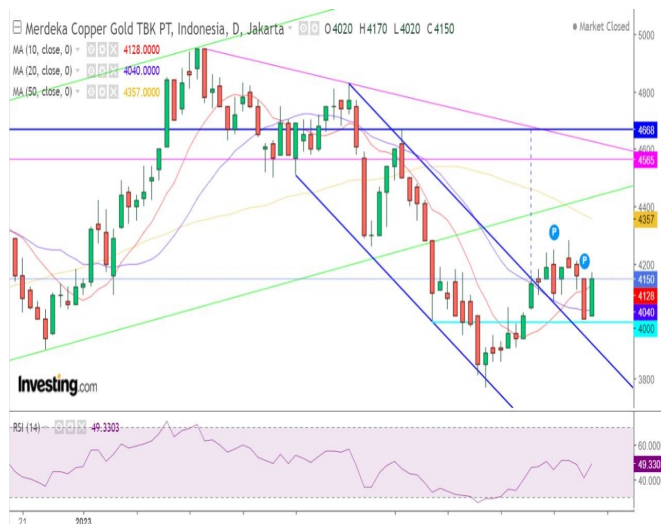 Merdeka Copper Gold TBK PT, Indonesia, D, Jakarta O4020 H4170 L4020 C4150
Market Closed
MA (10, close, 0) 4128.0000
MA (20, close, 0) 4040.0000
MA (50, close, 0) 4357.0000
5000
4800
4668
4600
4565
4400
4357
4200
4150
4128
4040
4000
3800
P
P
Investing.com
RSI (14) 49.3303
60.000
49.330
40.000
21
2023